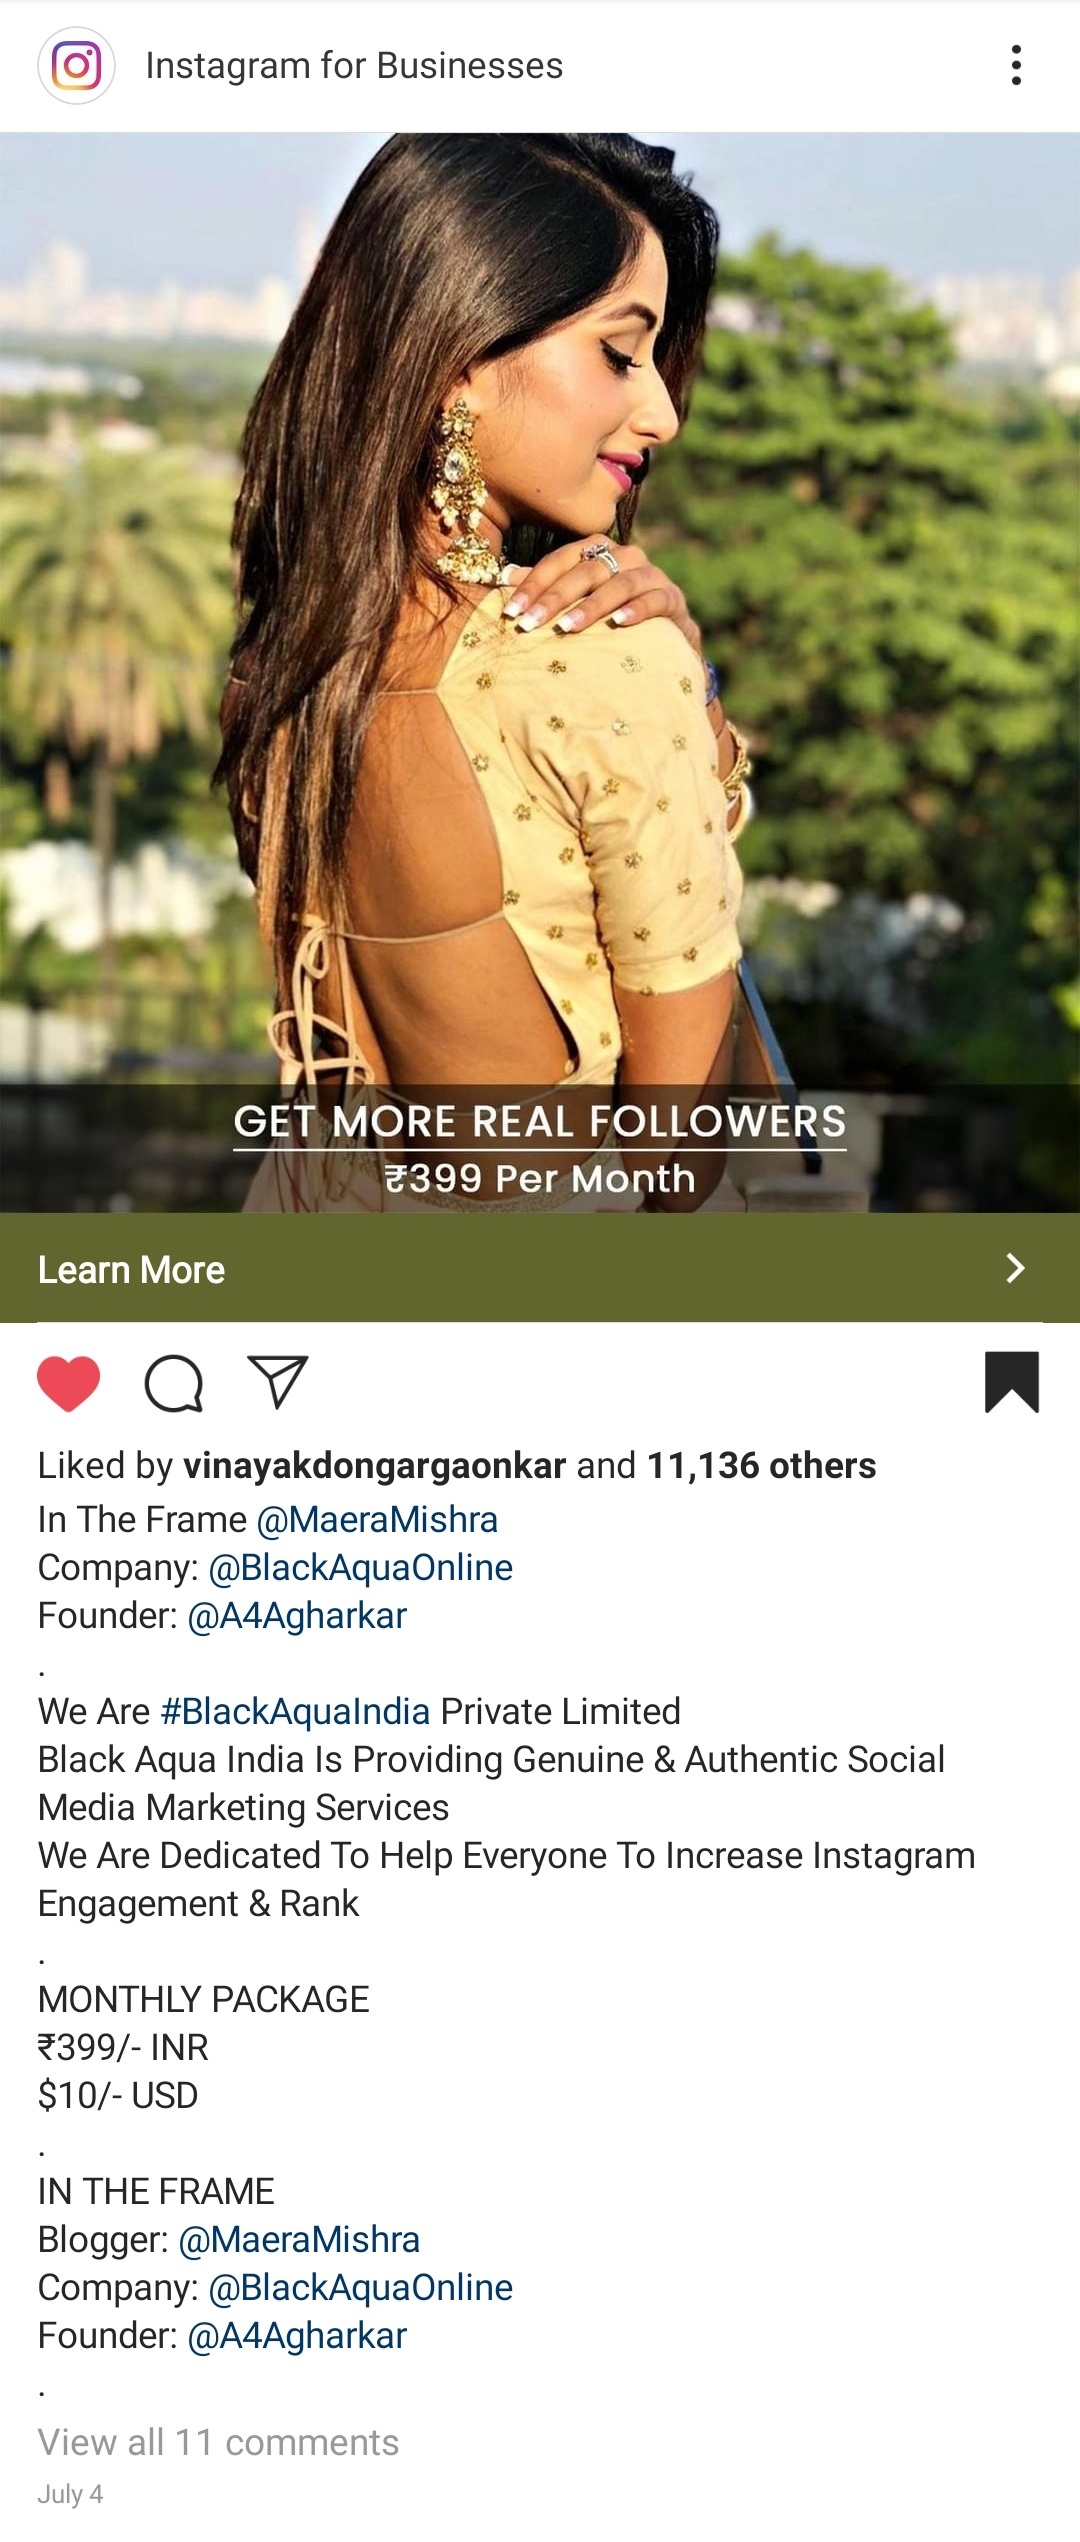 Instagram for Businesses
GET MORE REAL FOLLOWERS
₹399 Per Month
Learn More
Liked by vinayakdongargaonkar and 11,136 others
In The Frame @MaeraMishra
Company: @BlackAquaOnline
Founder: @A4Agharkar
.
We Are #BlackAquaIndia Private Limited
Black Aqua India Is Providing Genuine & Authentic Social
Media Marketing Services
We Are Dedicated To Help Everyone To Increase Instagram
Engagement & Rank
.
MONTHLY PACKAGE
₹399/- INR
$10/- USD
.
IN THE FRAME
Blogger: @MaeraMishra
Company: @BlackAquaOnline
Founder: @A4Agharkar
.
View all 11 comments
July 4